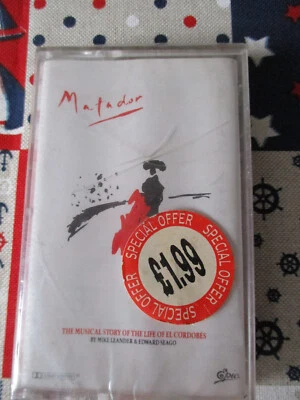 Matador
SPECIAL OFFER
SPECIAL OFFER
SPECIAL OFFER
£1.99
THE MUSICAL STORY OF THE LIFE OF EL CORDOBES
BY MIKE LEANDER & EDWARD SEAGO
Epic